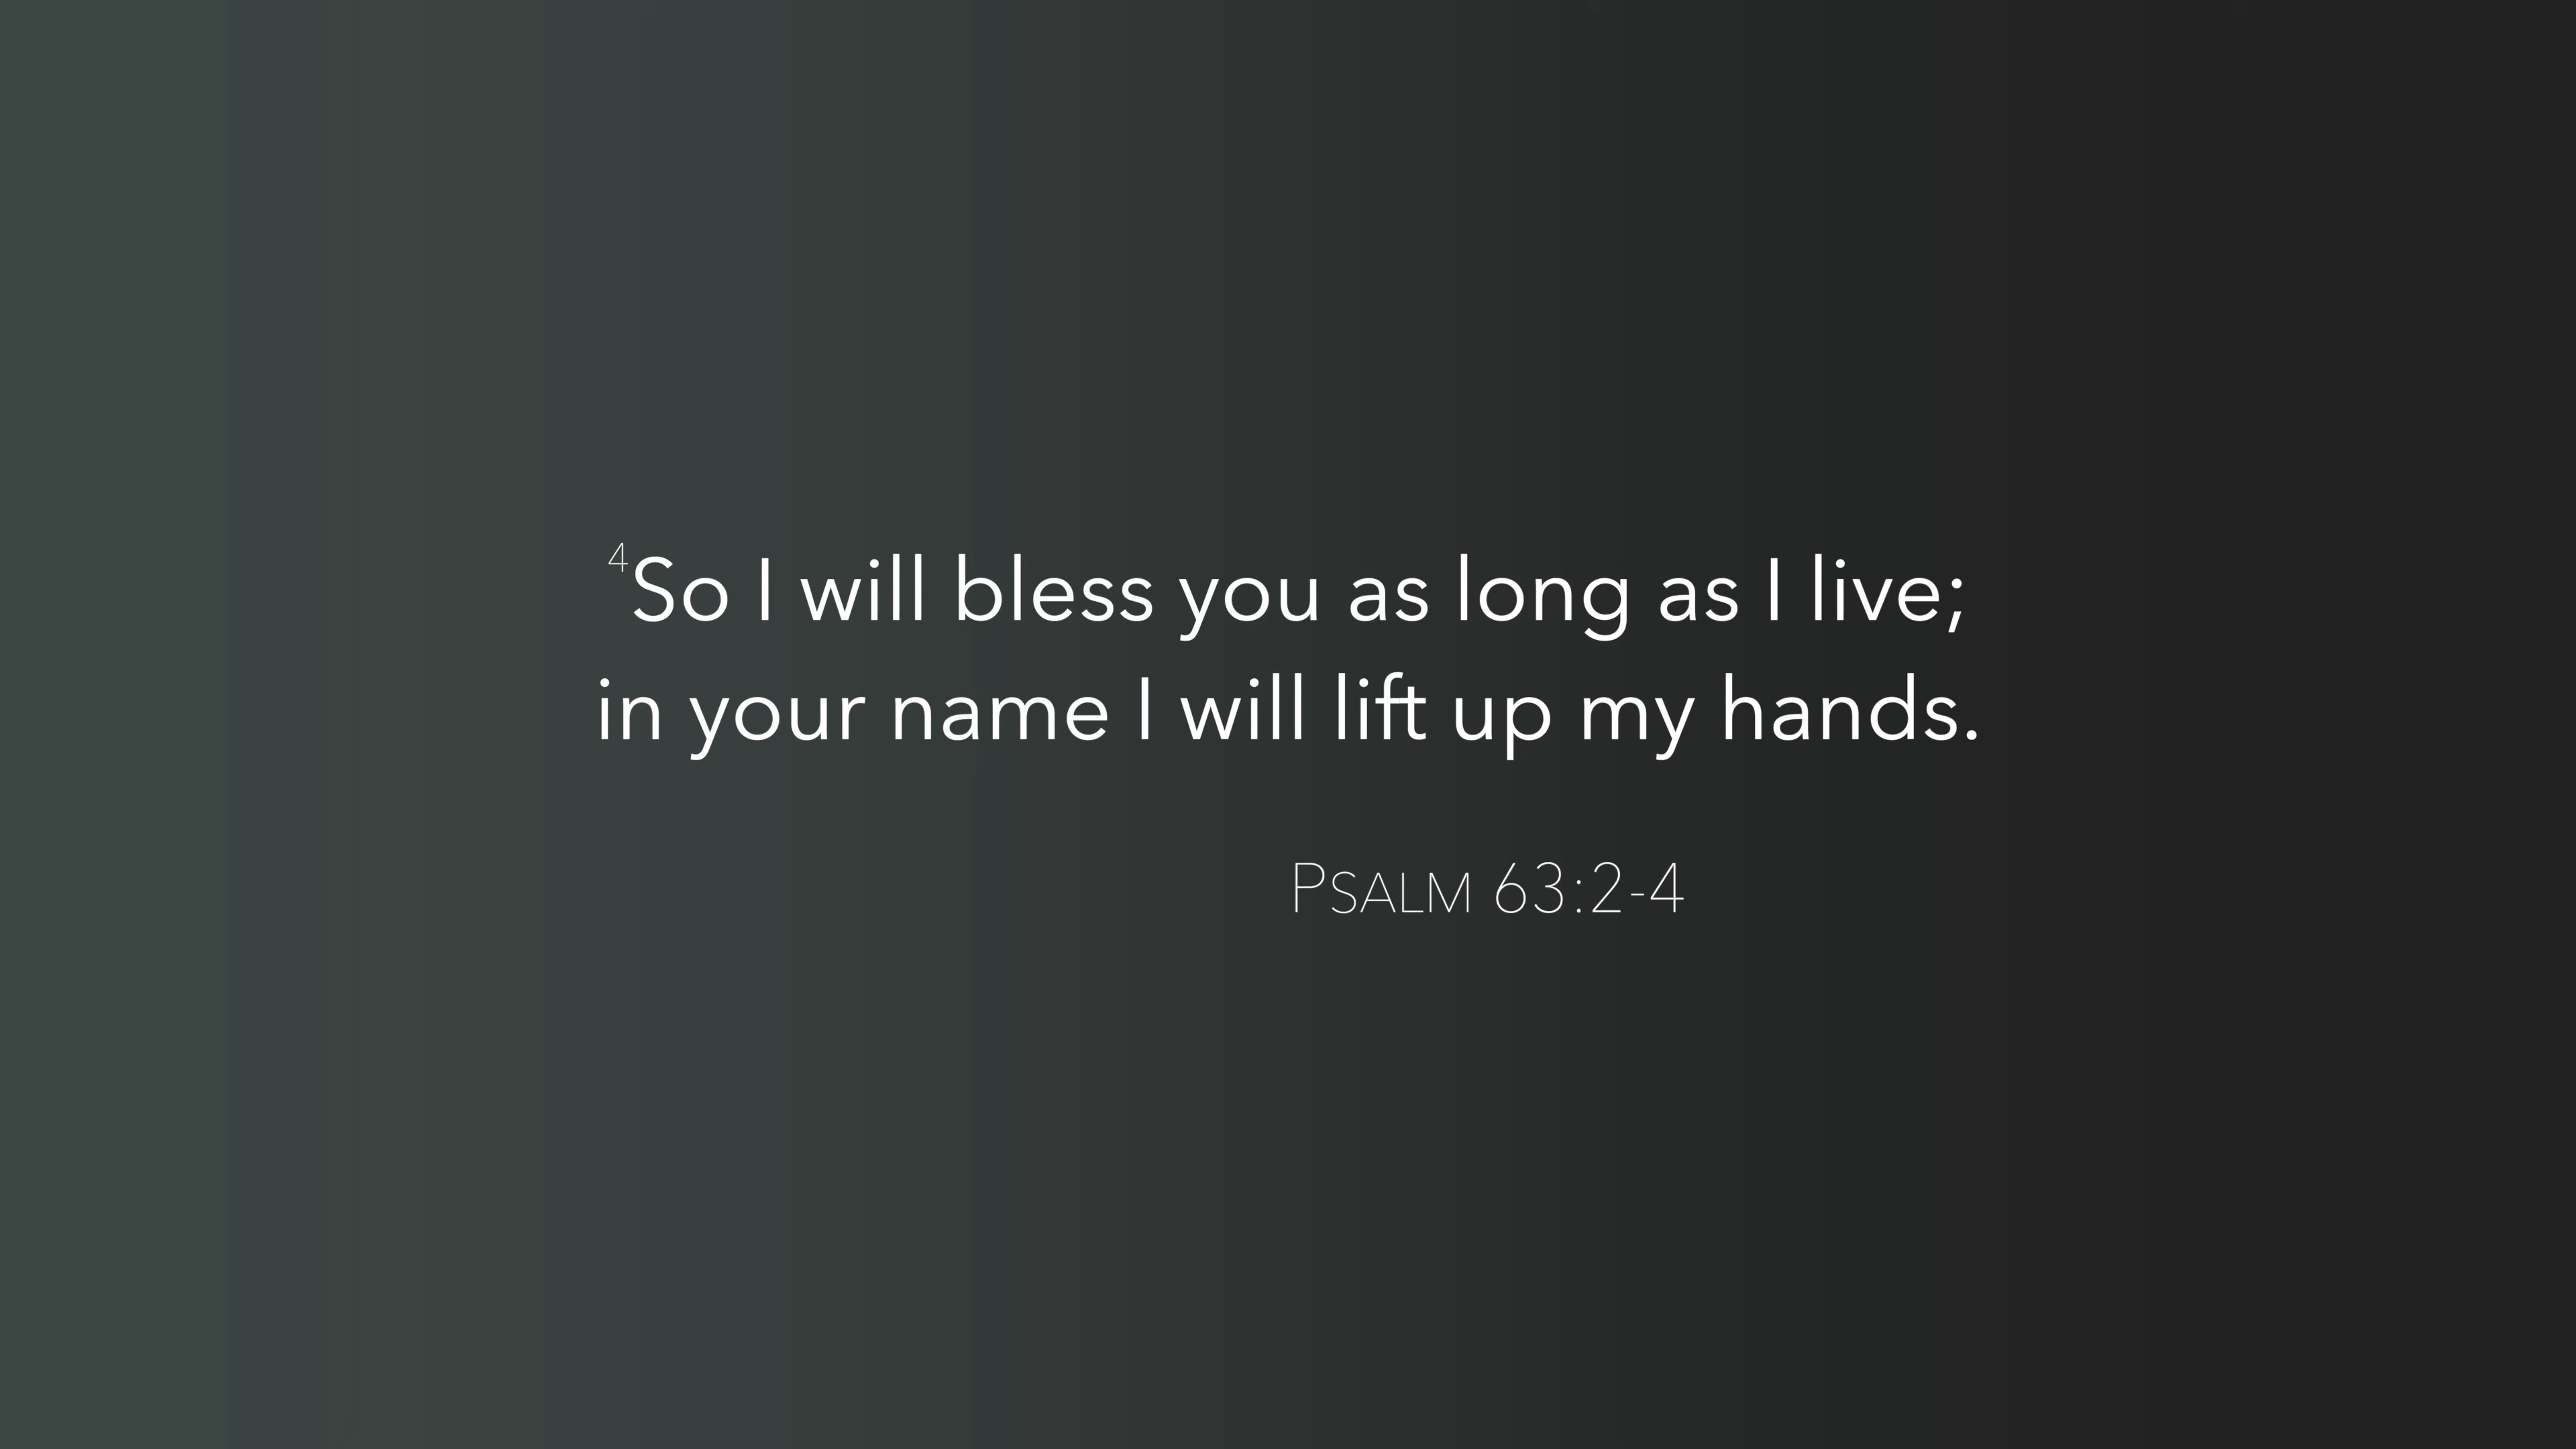 ⁴So I will bless you as long as I live;
in your name I will lift up my hands.
PSALM 63:2-4